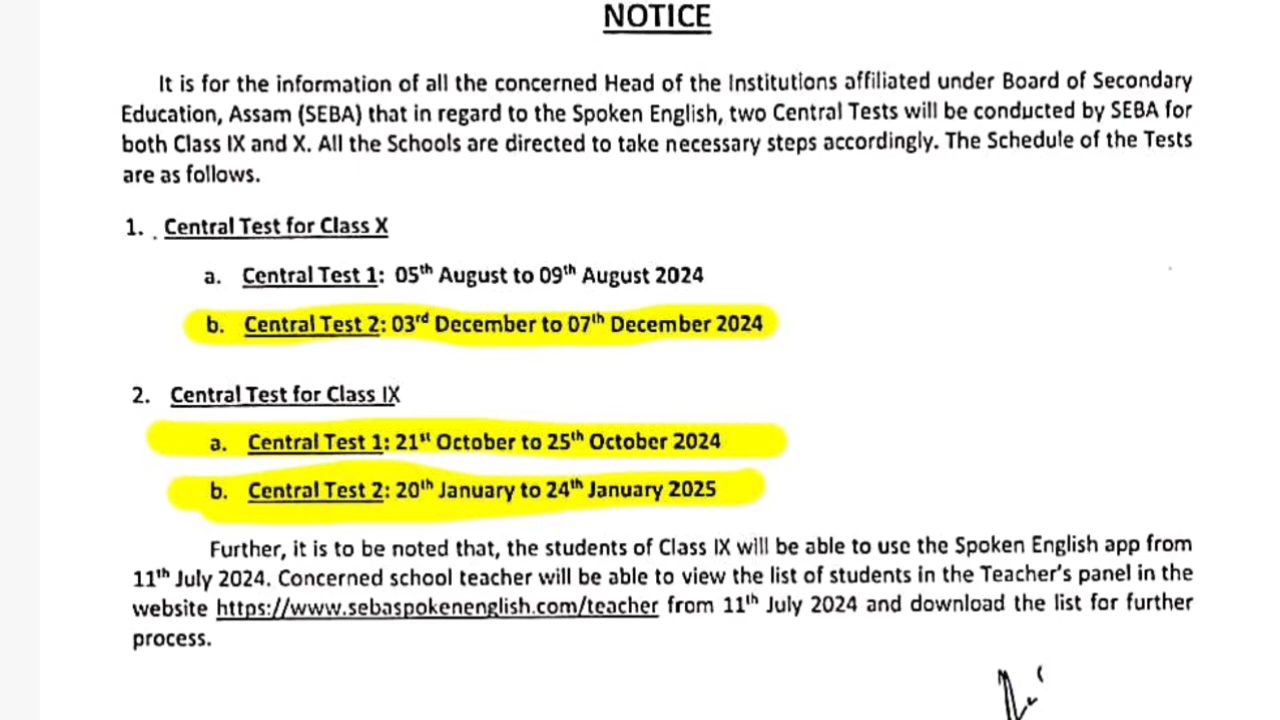 NOTICE
It is for the information of all the concerned Head of the Institutions affiliated under Board of Secondary
Education, Assam (SEBA) that in regard to the Spoken English, two Central Tests will be conducted by SEBA for
both Class IX and X. All the Schools are directed to take necessary steps accordingly. The Schedule of the Tests
are as follows.
1. Central Test for Class X
a. Central Test 1: 05th August to 09th August 2024
b. Central Test 2: 03rd December to 07th December 2024
2. Central Test for Class IX
a. Central Test 1: 21st October to 25th October 2024
b. Central Test 2: 20th January to 24th January 2025
Further, it is to be noted that, the students of Class IX will be able to use the Spoken English app from
11th July 2024. Concerned school teacher will be able to view the list of students in the Teacher's panel in the
website https://www.sebaspokenenglish.com/teacher from 11th July 2024 and download the list for further
process.